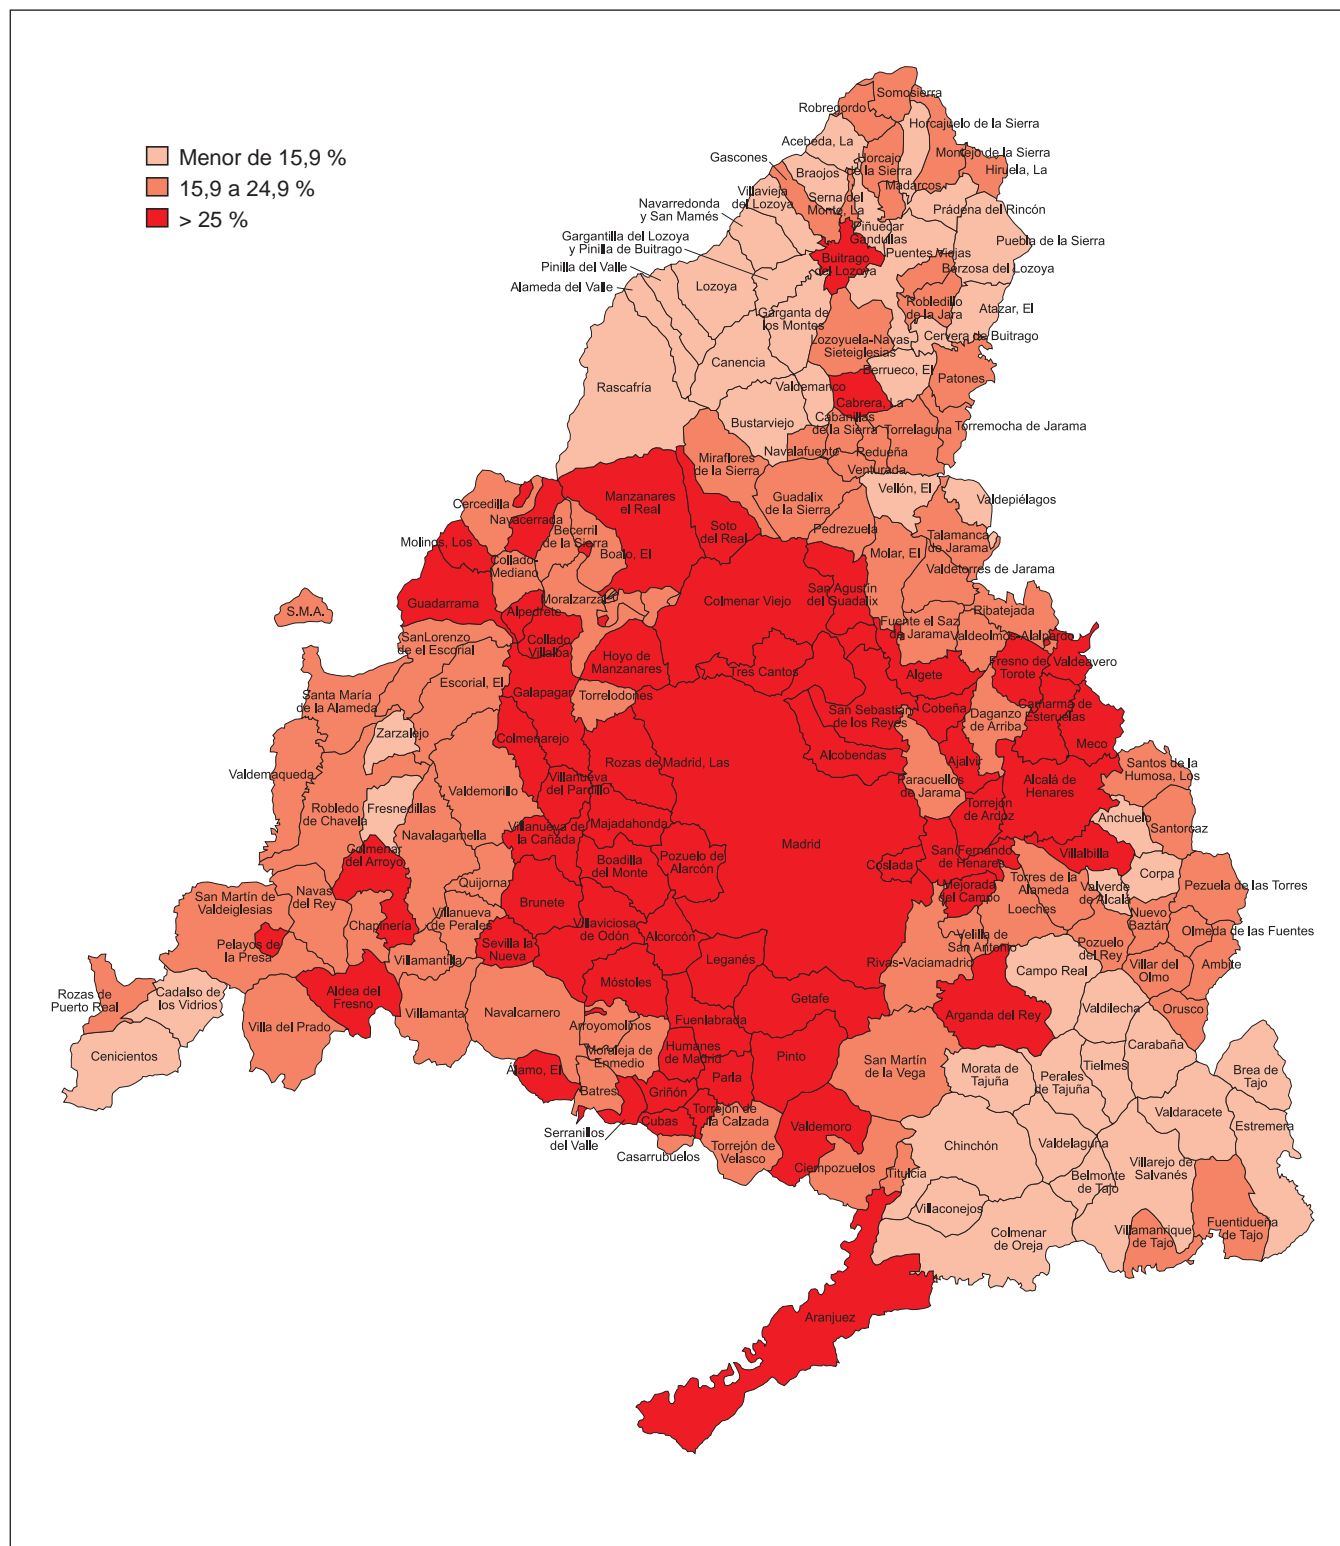 Menor de 15,9 %
15,9 a 24,9 %
> 25 %
Somosierra
Robregordo
Horcajuelo de la Sierra
Acebeda, La
Montejo de la Sierra
Gascones
Horcajo
de la Sierra
Hiruela, La
Braojos
Madarcos
Villavieja
del Lozoya
Serna del
Monte, La
Prádena del Rincón
Navarredonda
y San Mamés
Piñuecar
Gandullas
Puebla de la Sierra
Gargantilla del Lozoya
y Pinilla de Buitrago
Buitrago
del Lozoya
Puentes Viejas
Pinilla del Valle
Berzosa del Lozoya
Alameda del Valle
Lozoya
Robledillo
de la Jara
Atazar, El
Garganta de
los Montes
Lozoyuela-Navas
Sieteiglesias
Cervera de Buitrago
Canencia
Berrueco, El
Patones
Rascafría
Valdemanco
Cabrera, La
Bustarviejo
Cabanillas
de la Sierra
Torrelaguna
Torremocha de Jarama
Navalafuente
Redueña
Miraflores
de la Sierra
Venturada
Vellón, El
Valdepiélagos
Cercedilla
Manzanares
el Real
Guadalix
de la Sierra
Navacerrada
Soto
del Real
Pedrezuela
Talamanca
de Jarama
Molinos, Los
Becerril
de la Sierra
Boalo, El
Molar, El
Collado-
Mediano
Valdetorres de Jarama
S.M.A.
Guadarrama
Moralzarzal
Colmenar Viejo
San Agustín
del Guadalix
Alpedrete
Ribatejada
SanLorenzo
de el Escorial
Collado
Villalba
Fuente el Saz
de Jarama
Valdeolmos-Alalpardo
Hoyo de
Manzanares
Tres Cantos
Algete
Fresno de
Torote
Valdeavero
Santa María
de la Alameda
Escorial, El
Galapagar
Torrelodones
San Sebastián
de los Reyes
Cobeña
Daganzo
de Arriba
Camarma de
Esteruelas
Zarzalejo
Colmenarejo
Meco
Valdemaqueda
Rozas de Madrid, Las
Alcobendas
Ajalvir
Santos de la
Humosa, Los
Valdemorillo
Villanueva
del Pardillo
Paracuellos
de Jarama
Alcalá de
Henares
Robledo
de Chavela
Fresnedillas
Torrejón
de Ardoz
Anchuelo
Santorcaz
Navalagamella
Villanueva de
la Cañada
Majadahonda
Madrid
Colmenar
del Arroyo
Boadilla
del Monte
Pozuelo de
Alarcón
Coslada
San Fernando
de Henares
Villalbilla
Corpa
Quijorna
Torres de la
Alameda
Pezuela de las Torres
San Martín de
Valdeiglesias
Navas
del Rey
Brunete
Mejorada
del Campo
Valverde
de Alcalá
Chapinería
Villanueva
de Perales
Villaviciosa
de Odón
Loeches
Nuevo
Baztán
Pelayos de
la Presa
Sevilla la
Nueva
Alcorcón
Velilla de
San Antonio
Pozuelo
del Rey
Olmeda de las Fuentes
Villamantilla
Leganés
Rivas-Vaciamadrid
Campo Real
Villar del
Olmo
Ambite
Rozas de
Puerto Real
Cadalso de
los Vidrios
Aldea del
Fresno
Móstoles
Getafe
Villa del Prado
Villamanta
Navalcarnero
Arroyomolinos
Fuenlabrada
Arganda del Rey
Valdilecha
Orusco
Cenicientos
Moraleja de
Enmedio
Humanes
de Madrid
Pinto
San Martín
de la Vega
Carabaña
Álamo, El
Parla
Morata de
Tajuña
Perales
de Tajuña
Tielmes
Brea de
Tajo
Batres
Griñón
Serranillos
del Valle
Cubas
Torrejón de
la Calzada
Valdemoro
Valdaracete
Estremera
Casarrubuelos
Torrejón de
Velasco
Ciempozuelos
Titulcia
Chinchón
Valdelaguna
Villarejo de
Salvanés
Belmonte
de Tajo
Villaconejos
Colmenar
de Oreja
Villamanrique
de Tajo
Fuentidueña
de Tajo
Aranjuez